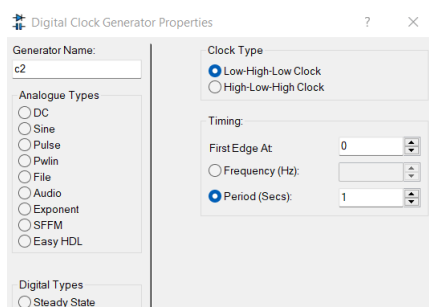 Digital Clock Generator Properties ? ×
Generator Name:
c2
Analogue Types
DC
Sine
Pulse
Pwlin
File
Audio
Exponent
SFFM
Easy HDL
Digital Types
Steady State
Clock Type
Low-High-Low Clock
High-Low-High Clock
Timing:
First Edge At: 0
Frequency (Hz):
Period (Secs): 1